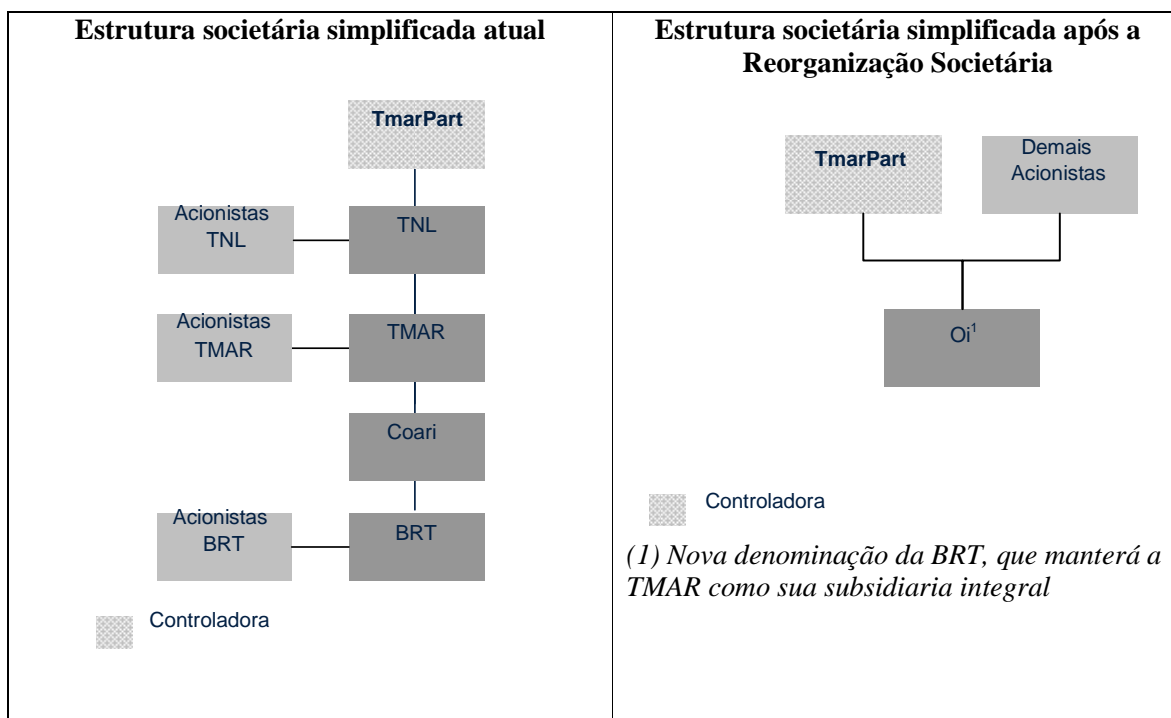 Estrutura societária simplificada atual
TmarPart
Acionistas
TNL
TNL
Acionistas
TMAR
TMAR
Coari
Acionistas
BRT
BRT
Controladora
Estrutura societária simplificada após a
Reorganização Societária
TmarPart
Demais
Acionistas
Oi¹
Controladora
(1) Nova denominação da BRT, que manterá a
TMAR como sua subsidiaria integral